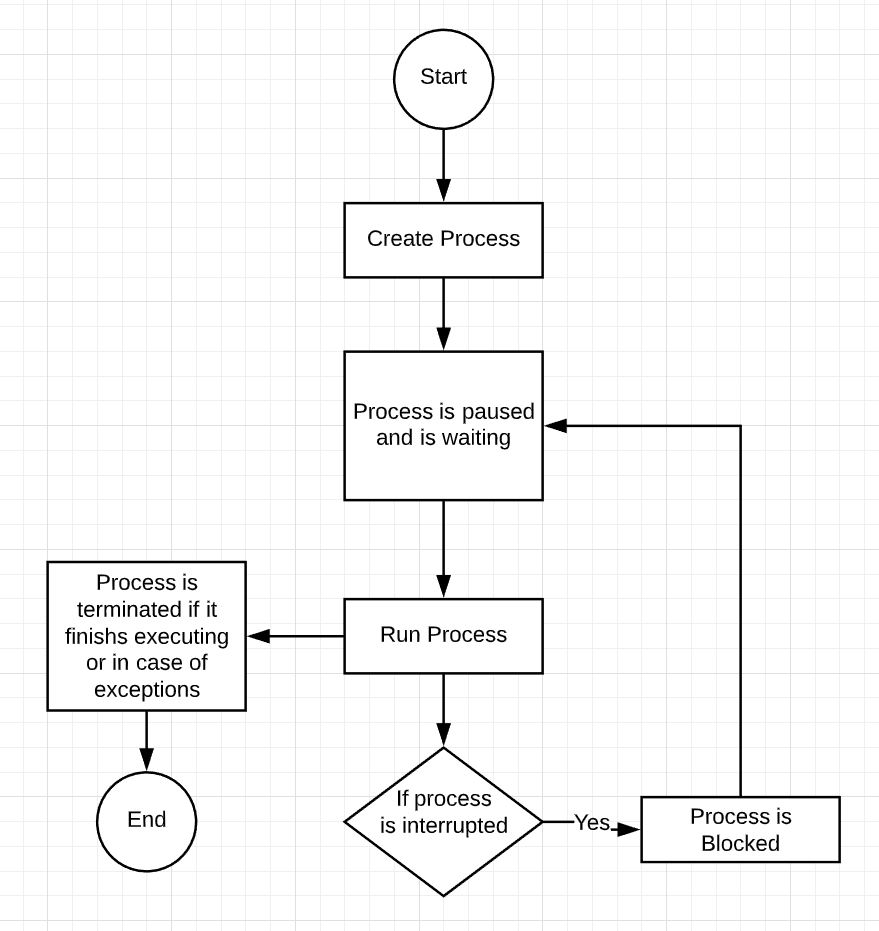 Start
Create Process
Process is paused
and is waiting
Process is
terminated if it
finishs executing
or in case of
exceptions
Run Process
If process
is interrupted
Yes
Process is
Blocked
End